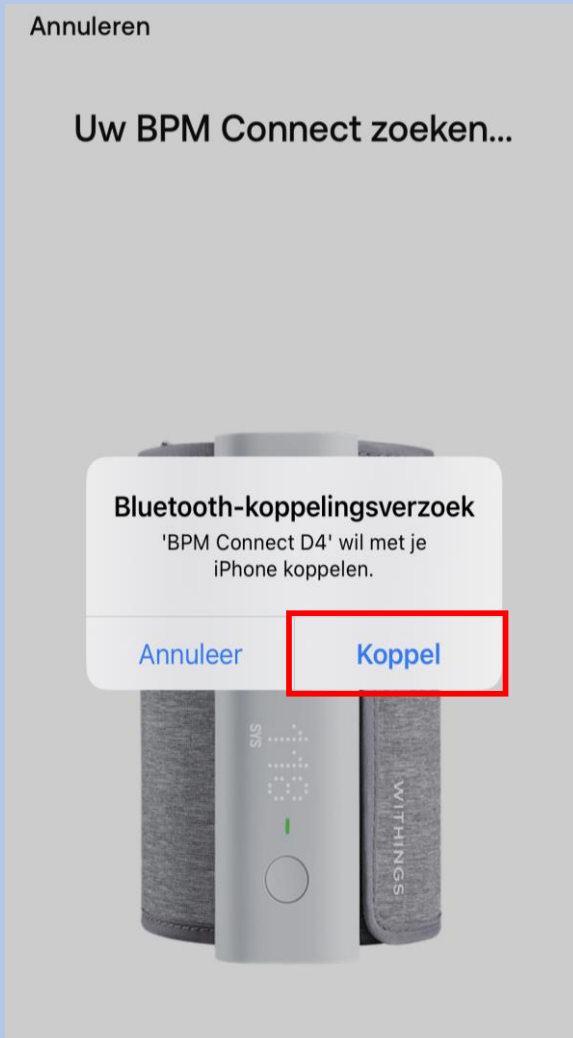 Annuleren
Uw BPM Connect zoeken...
Bluetooth-koppelingsverzoek
'BPM Connect D4' wil met je
iPhone koppelen.
Annuleer Koppel
SYS
118
WITHINGS